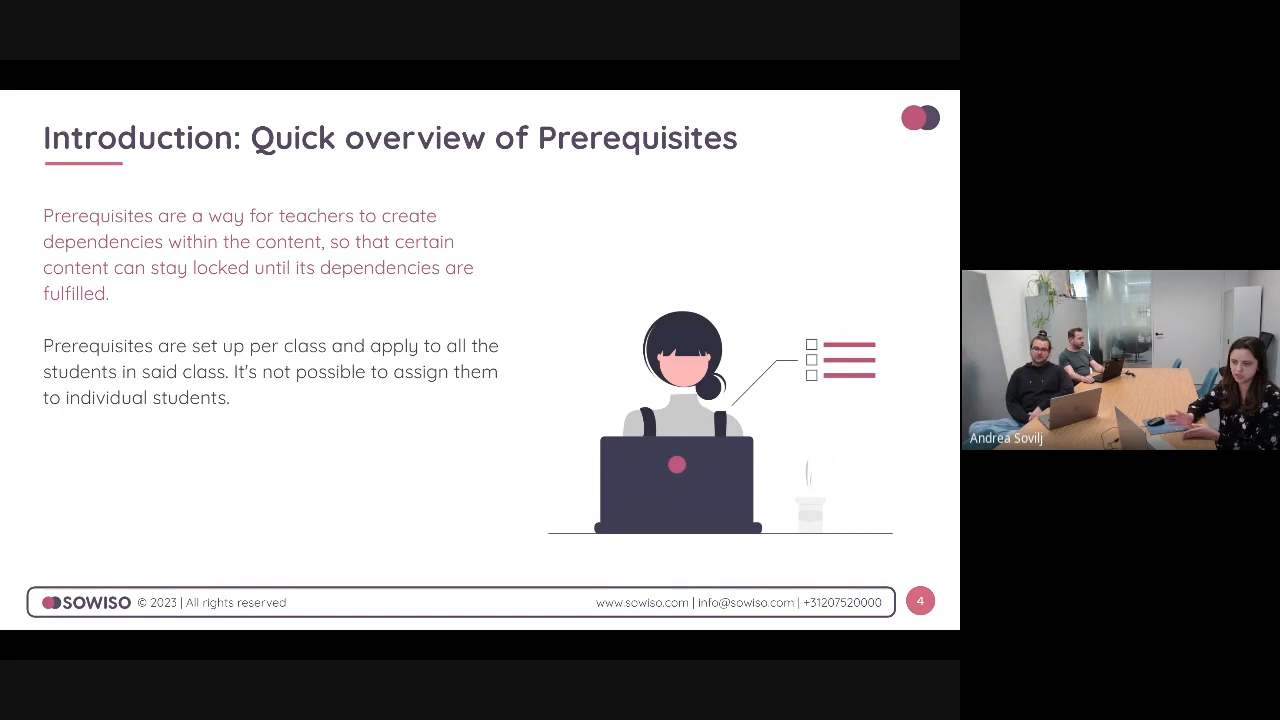 Introduction: Quick overview of Prerequisites
Prerequisites are a way for teachers to create
dependencies within the content, so that certain
content can stay locked until its dependencies are
fulfilled.
Prerequisites are set up per class and apply to all the
students in said class. It's not possible to assign them
to individual students.
Andrea Sovilj
SOWISO © 2023 | All rights reserved
www.sowiso.com | info@sowiso.com | +31207520000
4